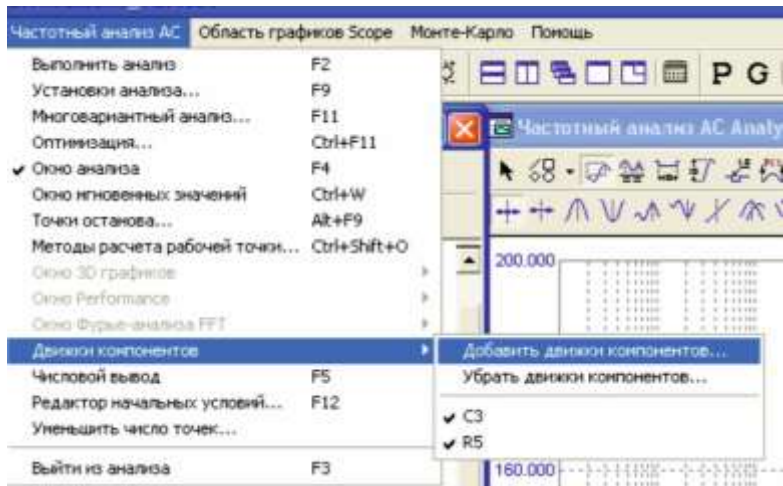 Частотный анализ AC Область графиков Scope Монте-Карло Помощь
Выполнить анализ F2
Установки анализа... F9
Многовариантный анализ... F11
Оптимизация... Ctrl+F11
Окно анализа F4
Окно мгновенных значений Ctrl+W
Точки останова... Alt+F9
Методы расчета рабочей точки... Ctrl+Shift+O
Окно 3D графиков
Окно Performance
Окно Фурье-анализа FFT
Движки компонентов
Числовой вывод F5
Редактор начальных условий... F12
Уменьшить число точек...
Выйти из анализа F3
P G
Частотный анализ AC Analy
200.000
Добавить движки компонентов...
Убрать движки компонентов...
C3
R5
160.000